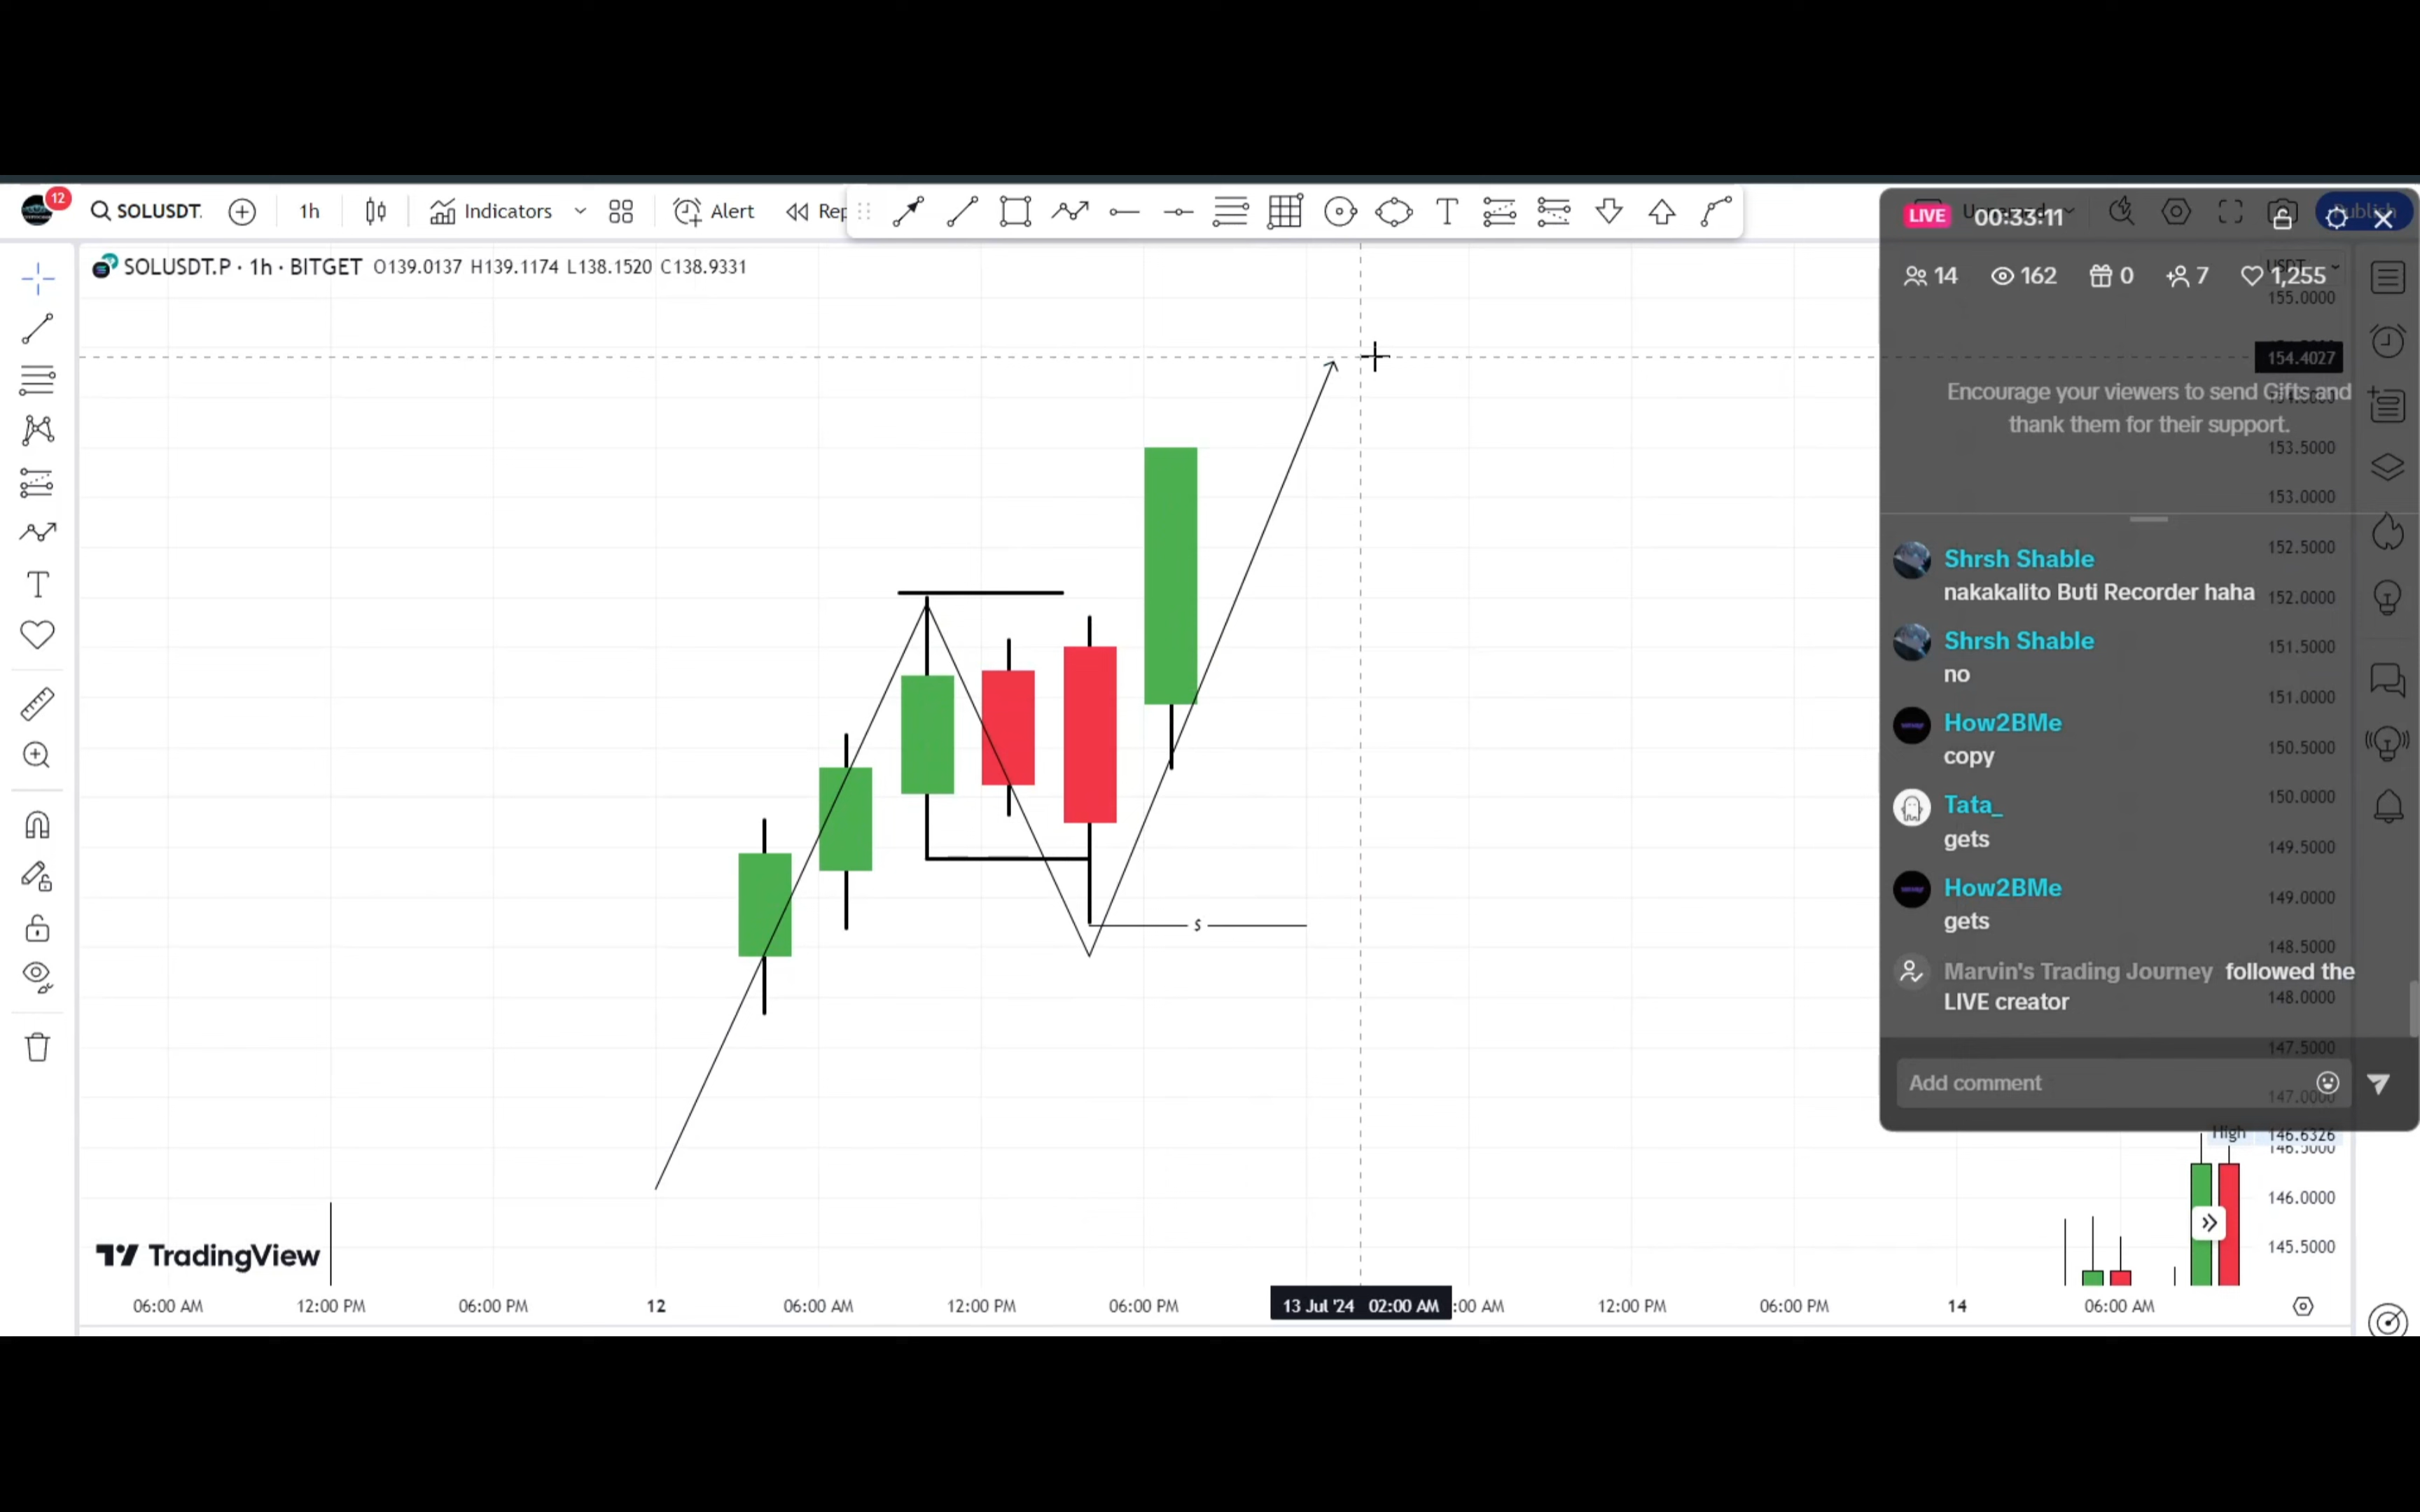 12
SOLUSDT.
1h
Indicators
Alert
Rep
LIVE 00:33:11
Publish
SOLUSDT.P · 1h · BITGET O139.0137 H139.1174 L138.1520 C138.9331
14 162 0 7 1,255
USDT
155.0000
154.4027
Encourage your viewers to send Gifts and
thank them for their support.
153.5000
153.0000
152.5000
Shrsh Shable
nakakalito Buti Recorder haha
152.0000
Shrsh Shable
151.5000
no
151.0000
How2BMe
copy
150.5000
Tata_
150.0000
gets
149.5000
How2BMe
149.0000
gets
148.5000
Marvin's Trading Journey followed the
LIVE creator
148.0000
147.5000
Add comment
147.0000
High 146.6326
146.5000
146.0000
145.5000
$
TradingView
06:00 AM 12:00 PM 06:00 PM 12 06:00 AM 12:00 PM 06:00 PM 13 Jul '24 02:00 AM :00 AM 12:00 PM 06:00 PM 14 06:00 AM